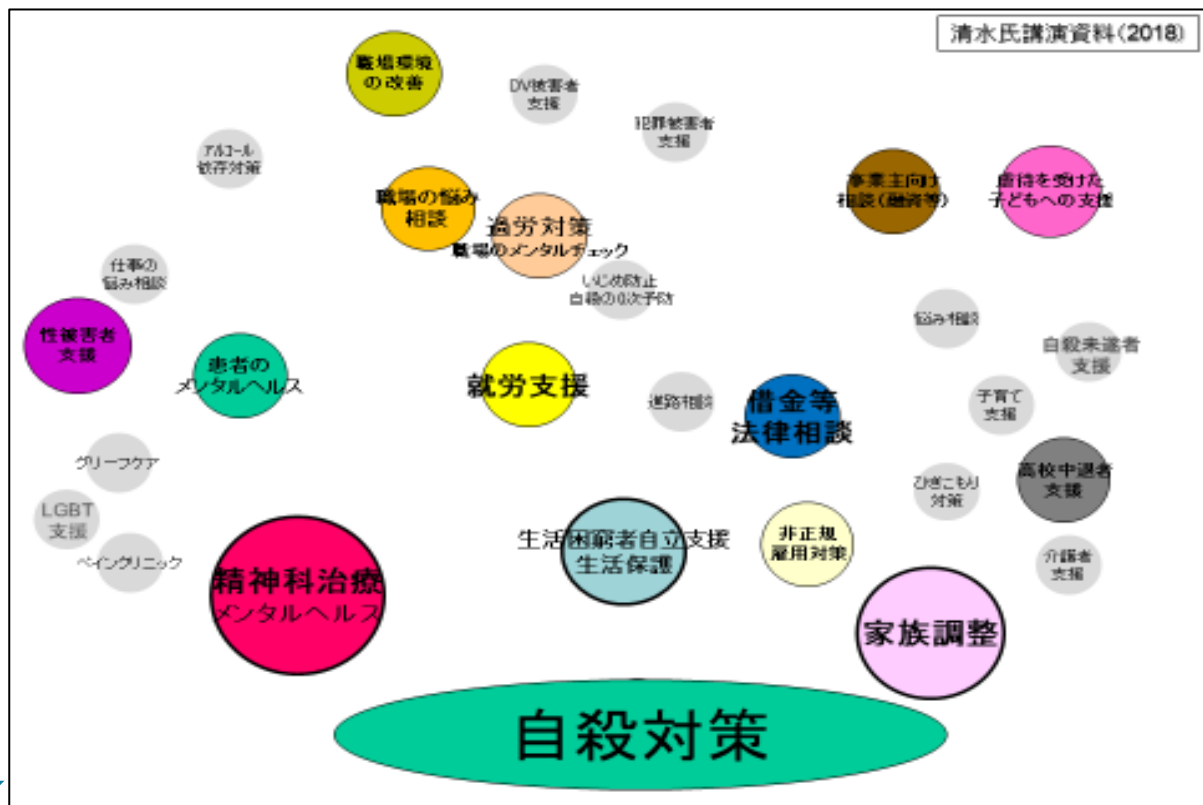 清水氏講演資料(2018)
職場環境
の改善
DV被害者
支援
犯罪被害者
支援
アルコール
依存対策
職場の悩み
相談
過労対策
職場のメンタルチェック
事業主向け
相談(融資等)
虐待を受けた
子どもへの支援
仕事の
悩み相談
いじめ防止
自殺の0次予防
性被害者
支援
患者の
メンタルヘルス
就労支援
進路相談
借金等
法律相談
悩み相談
自殺未遂者
支援
子育て
支援
グリーフケア
LGBT
支援
ペインクリニック
精神科治療
メンタルヘルス
生活困窮者自立支援
生活保護
非正規
雇用対策
ひきこもり
対策
高校中退者
支援
介護者
支援
家族調整
自殺対策